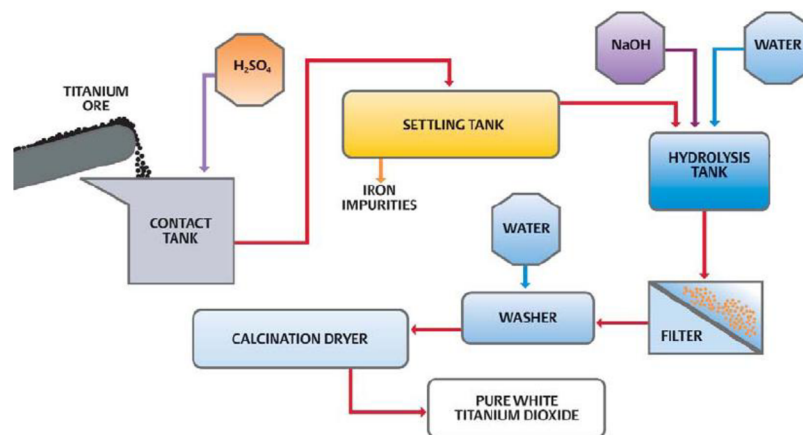 TITANIUM
ORE
H₂SO₄
CONTACT
TANK
SETTLING TANK
IRON
IMPURITIES
NaOH
WATER
HYDROLYSIS
TANK
FILTER
WATER
WASHER
CALCINATION DRYER
PURE WHITE
TITANIUM DIOXIDE